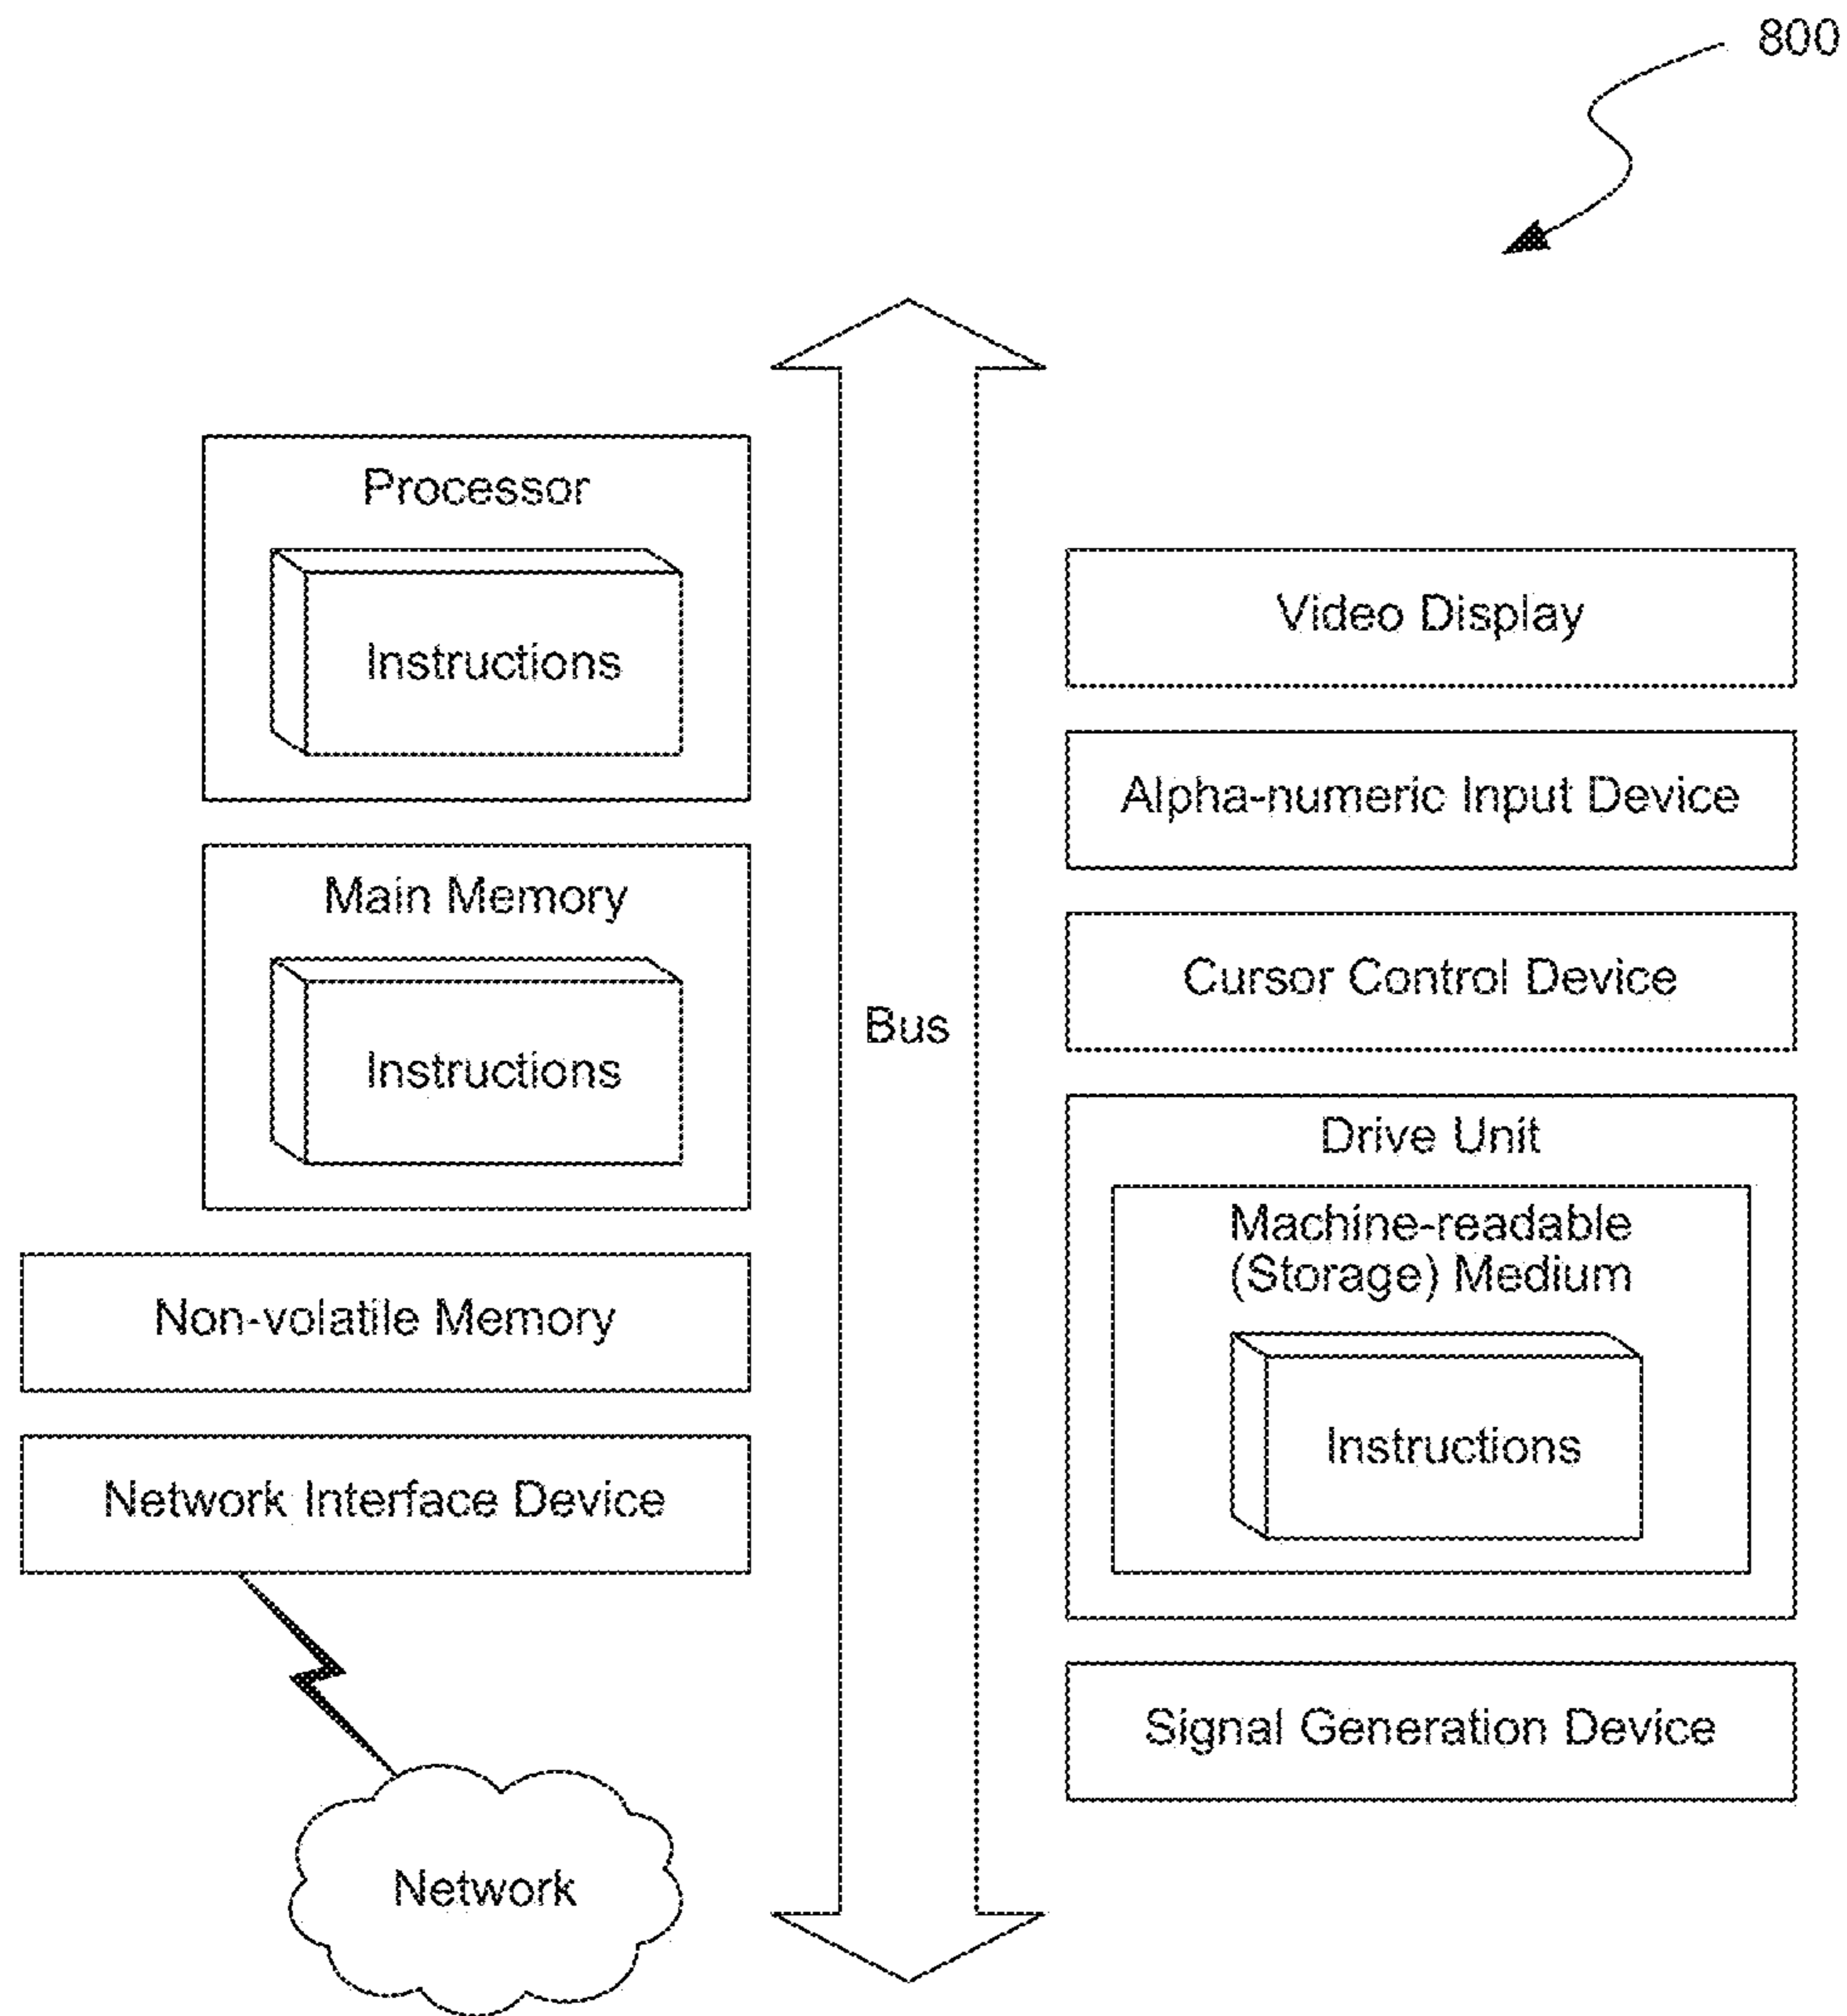 800
Processor
Instructions
Main Memory
Instructions
Non-volatile Memory
Network Interface Device
Network
Bus
Video Display
Alpha-numeric Input Device
Cursor Control Device
Drive Unit
Machine-readable
(Storage) Medium
Instructions
Signal Generation Device